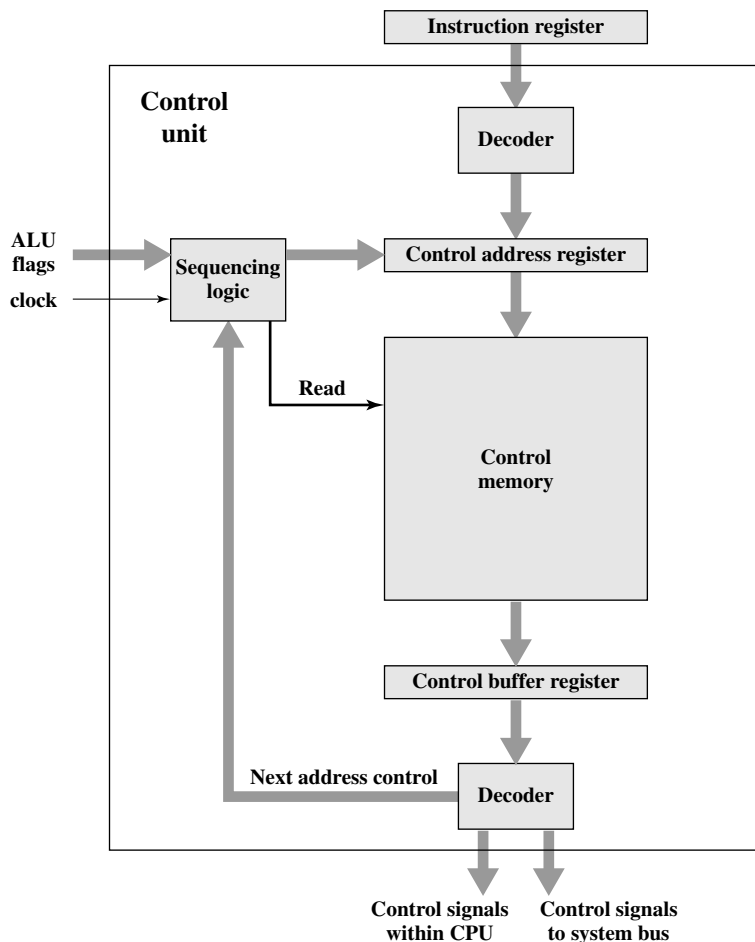 Instruction register
Control
unit
Decoder
ALU
flags
Sequencing
logic
Control address register
clock
Read
Control
memory
Control buffer register
Next address control
Decoder
Control signals
within CPU
Control signals
to system bus